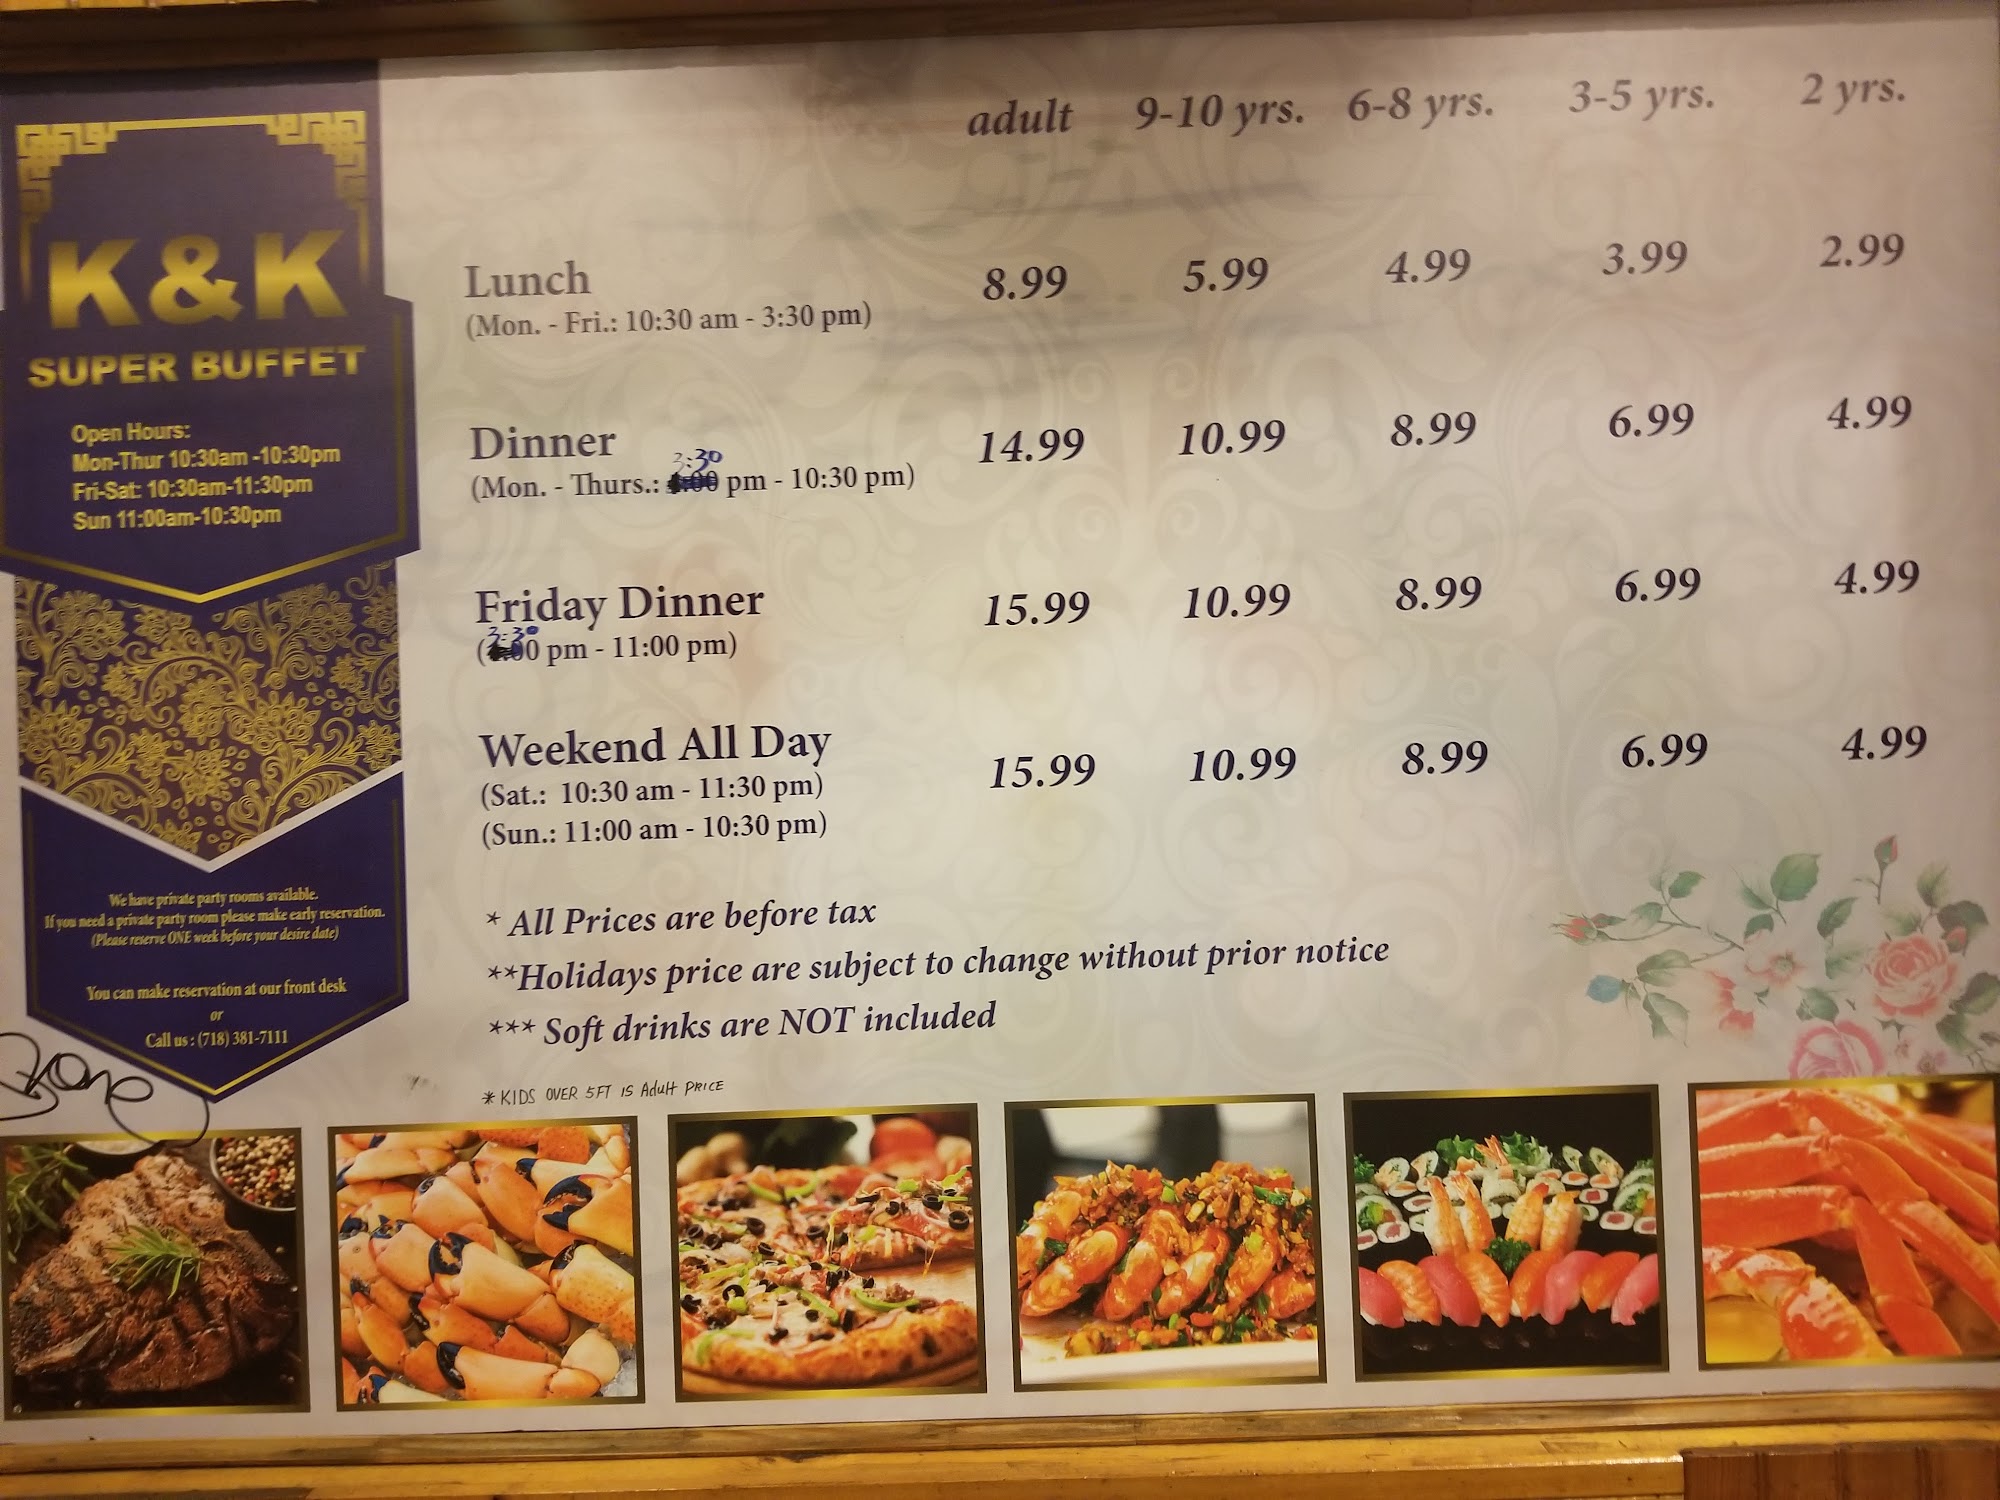 K&K
SUPER BUFFET
Open Hours:
Mon-Thur 10:30am -10:30pm
Fri-Sat: 10:30am-11:30pm
Sun 11:00am-10:30pm
We have private party rooms available.
If you need a private party room please make early reservation.
(Please reserve ONE week before your desire date)
You can make reservation at our front desk
or
Call us : (718) 381-7111
adult 9-10 yrs. 6-8 yrs. 3-5 yrs. 2 yrs.
Lunch 8.99 5.99 4.99 3.99 2.99
(Mon. - Fri.: 10:30 am - 3:30 pm)
Dinner 14.99 10.99 8.99 6.99 4.99
(Mon. - Thurs.: 3:30 pm - 10:30 pm)
Friday Dinner 15.99 10.99 8.99 6.99 4.99
(3:30 pm - 11:00 pm)
Weekend All Day 15.99 10.99 8.99 6.99 4.99
(Sat.: 10:30 am - 11:30 pm)
(Sun.: 11:00 am - 10:30 pm)
* All Prices are before tax
**Holidays price are subject to change without prior notice
*** Soft drinks are NOT included
* KIDS OVER 5FT IS Adult PRICE